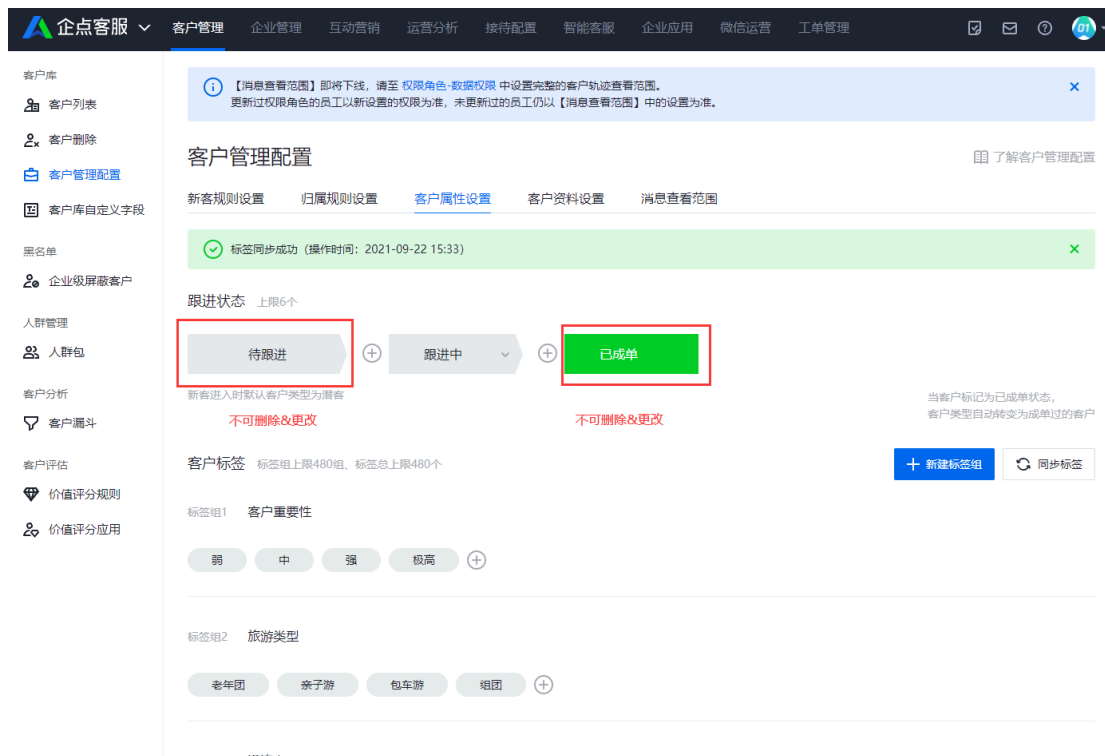 企点客服
客户管理 企业管理 互动营销 运营分析 接待配置 智能客服 企业应用 微信运营 工单管理
01
客户库
客户列表
客户删除
客户管理配置
客户库自定义字段
黑名单
企业级屏蔽客户
人群管理
人群包
客户分析
客户漏斗
客户评估
价值评分规则
价值评分应用
【消息查看范围】即将下线，请至 权限角色-数据权限 中设置完整的客户轨迹查看范围。
更新过权限角色的员工以新设置的权限为准，未更新过的员工仍以【消息查看范围】中的设置为准。
客户管理配置
了解客户管理配置
新客规则设置 归属规则设置 客户属性设置 客户资料设置 消息查看范围
标签同步成功（操作时间：2021-09-22 15:33）
跟进状态 上限6个
待跟进 跟进中 已成单
新客进入时默认客户类型为潜客
当客户标记为已成单状态，
客户类型自动转变为成单过的客户
不可删除&更改 不可删除&更改
客户标签 标签组上限480组、标签总上限480个
新建标签组 同步标签
标签组1 客户重要性
弱 中 强 极高
标签组2 旅游类型
老年团 亲子游 包车游 组团